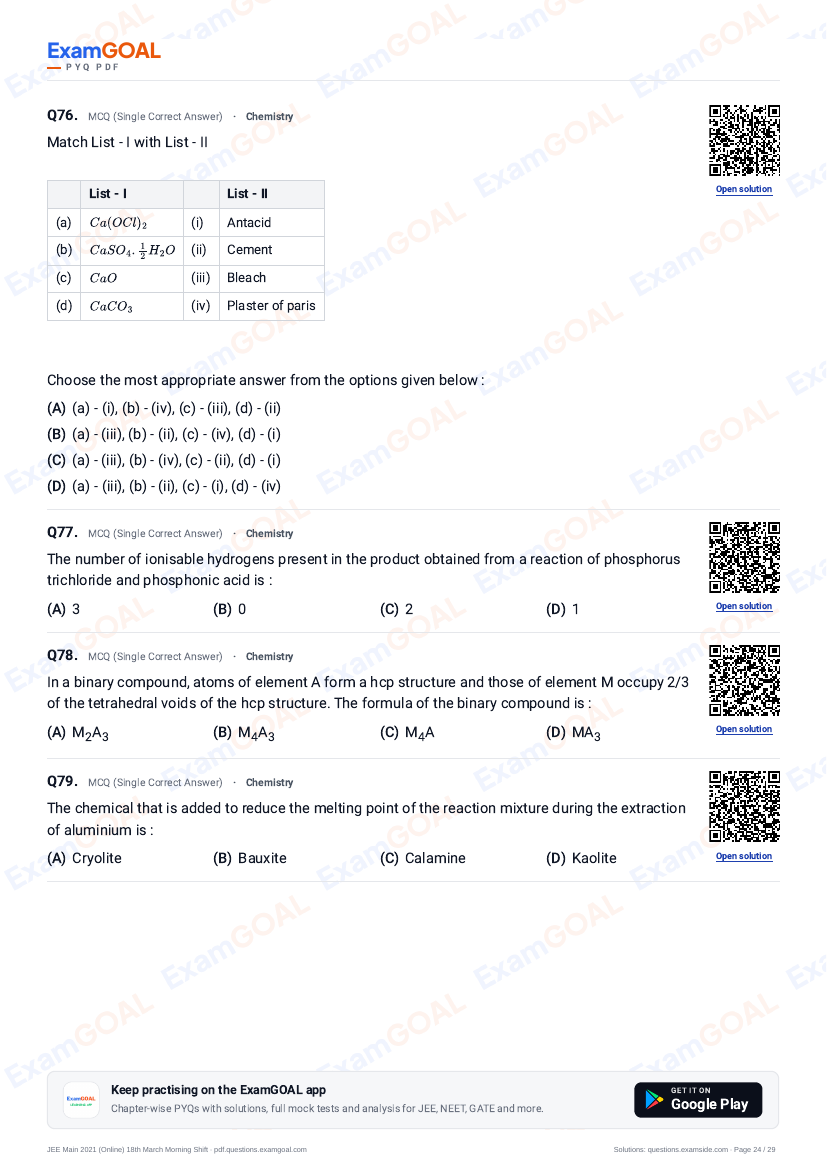 ExamGOAL
PYQ PDF
Q76. MCQ (Single Correct Answer) · Chemistry
Match List - I with List - II
Open solution
List - I List - II
(a) Ca(OCl)₂ (i) Antacid
(b) CaSO₄. ½H₂O (ii) Cement
(c) CaO (iii) Bleach
(d) CaCO₃ (iv) Plaster of paris
Choose the most appropriate answer from the options given below :
(A) (a) - (i), (b) - (iv), (c) - (iii), (d) - (ii)
(B) (a) - (iii), (b) - (ii), (c) - (iv), (d) - (i)
(C) (a) - (iii), (b) - (iv), (c) - (ii), (d) - (i)
(D) (a) - (iii), (b) - (ii), (c) - (i), (d) - (iv)
Q77. MCQ (Single Correct Answer) · Chemistry
The number of ionisable hydrogens present in the product obtained from a reaction of phosphorus
trichloride and phosphonic acid is :
(A) 3 (B) 0 (C) 2 (D) 1
Open solution
Q78. MCQ (Single Correct Answer) · Chemistry
In a binary compound, atoms of element A form a hcp structure and those of element M occupy 2/3
of the tetrahedral voids of the hcp structure. The formula of the binary compound is :
(A) M₂A₃ (B) M₄A₃ (C) M₄A (D) MA₃
Open solution
Q79. MCQ (Single Correct Answer) · Chemistry
The chemical that is added to reduce the melting point of the reaction mixture during the extraction
of aluminium is :
(A) Cryolite (B) Bauxite (C) Calamine (D) Kaolite
Open solution
Keep practising on the ExamGOAL app
Chapter-wise PYQs with solutions, full mock tests and analysis for JEE, NEET, GATE and more.
GET IT ON
Google Play
JEE Main 2021 (Online) 18th March Morning Shift · pdf.questions.examgoal.com
Solutions: questions.examside.com · Page 24 / 29